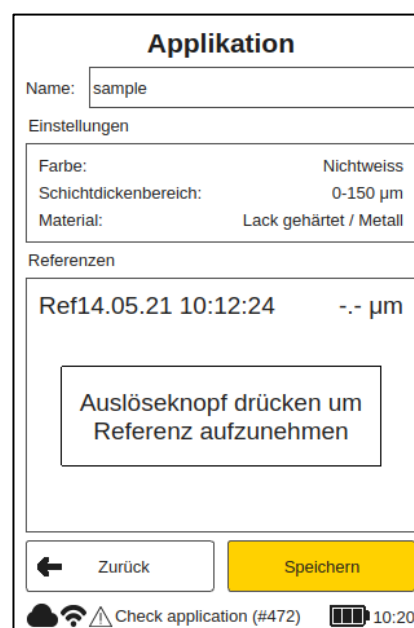 Applikation
Name: sample
Einstellungen
Farbe: Nichtweiss
Schichtdickenbereich: 0-150 µm
Material: Lack gehärtet / Metall
Referenzen
Ref14.05.21 10:12:24 -.- µm
Auslöseknopf drücken um
Referenz aufzunehmen
Zurück Speichern
Check application (#472) 10:20